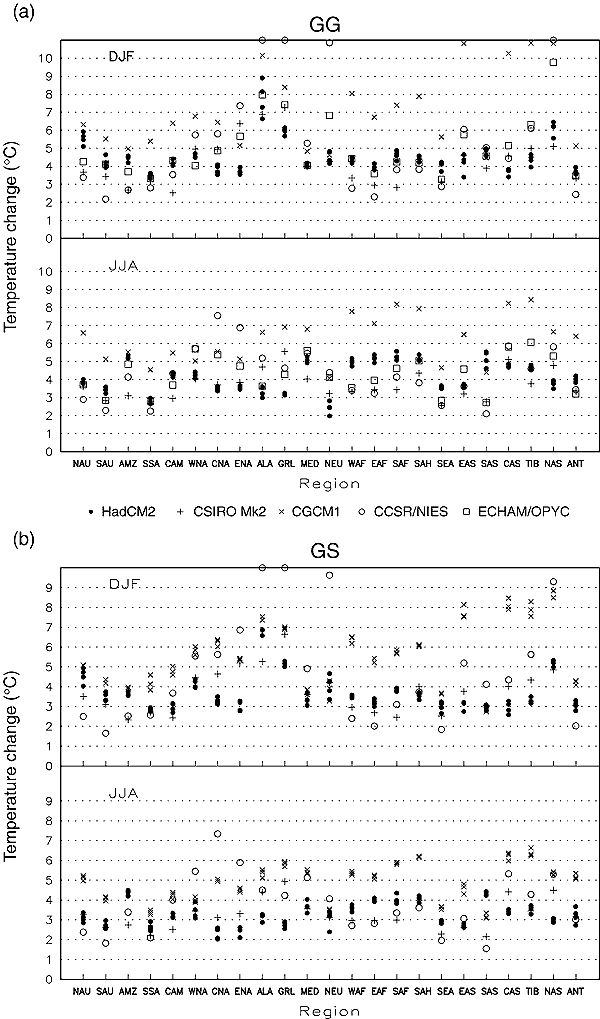 (a)
GG
DJF
10
9
8
7
6
5
4
3
2
1
0
JJA
10
9
8
7
6
5
4
3
2
1
0
Temperature change (°C)
NAU SAU AMZ SSA CAM WNA CNA ENA ALA GRL MED NEU WAF EAF SAF SAH SEA EAS SAS CAS TIB NAS ANT
Region
HadCM2 CSIRO Mk2 CGCM1 CCSR/NIES ECHAM/OPYC
(b)
GS
DJF
9
8
7
6
5
4
3
2
1
0
JJA
9
8
7
6
5
4
3
2
1
0
Temperature change (°C)
NAU SAU AMZ SSA CAM WNA CNA ENA ALA GRL MED NEU WAF EAF SAF SAH SEA EAS SAS CAS TIB NAS ANT
Region